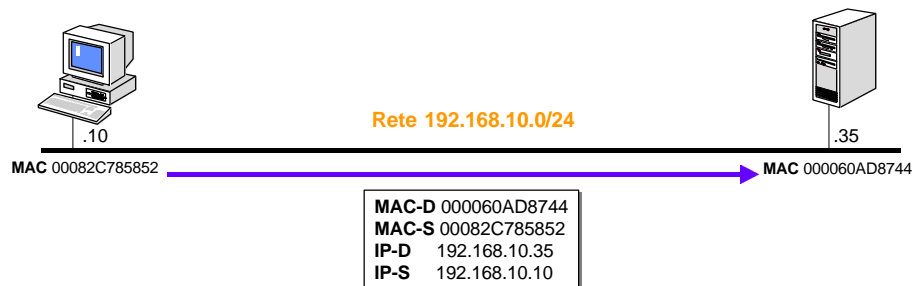 Rete 192.168.10.0/24
.10
.35
MAC 00082C785852
MAC 000060AD8744
MAC-D 000060AD8744
MAC-S 00082C785852
IP-D 192.168.10.35
IP-S 192.168.10.10